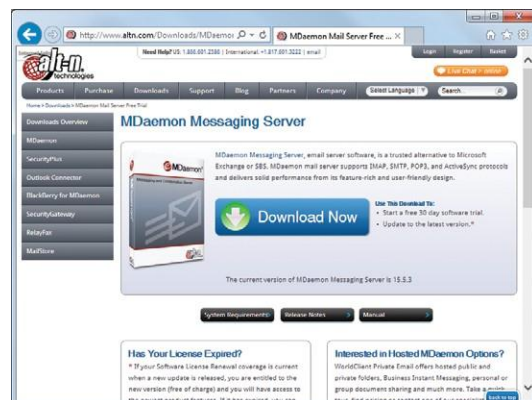 http://www.altn.com/Downloads/MDaemon
MDaemon Mail Server Free ...
alt-n
technologies
Need Help? US: 1.866.601.2586 | International: +1.817.601.3222 | email
Login Register Basket
Live Chat - online
Products Purchase Downloads Support Blog Partners Company
Select Language
Search...
Home > Downloads > MDaemon Mail Server Free Trial
Downloads Overview
MDaemon
SecurityPlus
Outlook Connector
BlackBerry for MDaemon
SecurityGateway
RelayFax
MailStore
MDaemon Messaging Server
MDaemon
MDaemon Messaging Server, email server software, is a trusted alternative to Microsoft
Exchange or SBS. MDaemon mail server supports IMAP, SMTP, POP3, and ActiveSync protocols
and delivers solid performance from its feature-rich and user-friendly design.
Download Now
Use This Download To:
• Start a free 30 day software trial.
• Update to the latest version.*
The current version of MDaemon Messaging Server is 13.5.3
System Requirements
Release Notes
Manual
Has Your License Expired?
* If your Software License Renewal coverage is current
when a new update is released, you are entitled to the
new version (free of charge) and you will have access to
Interested in Hosted MDaemon Options?
WorldClient Private Email offers hosted public and
private folders, Business Instant Messaging, personal or
group document sharing and much more. Take a quick
back to top